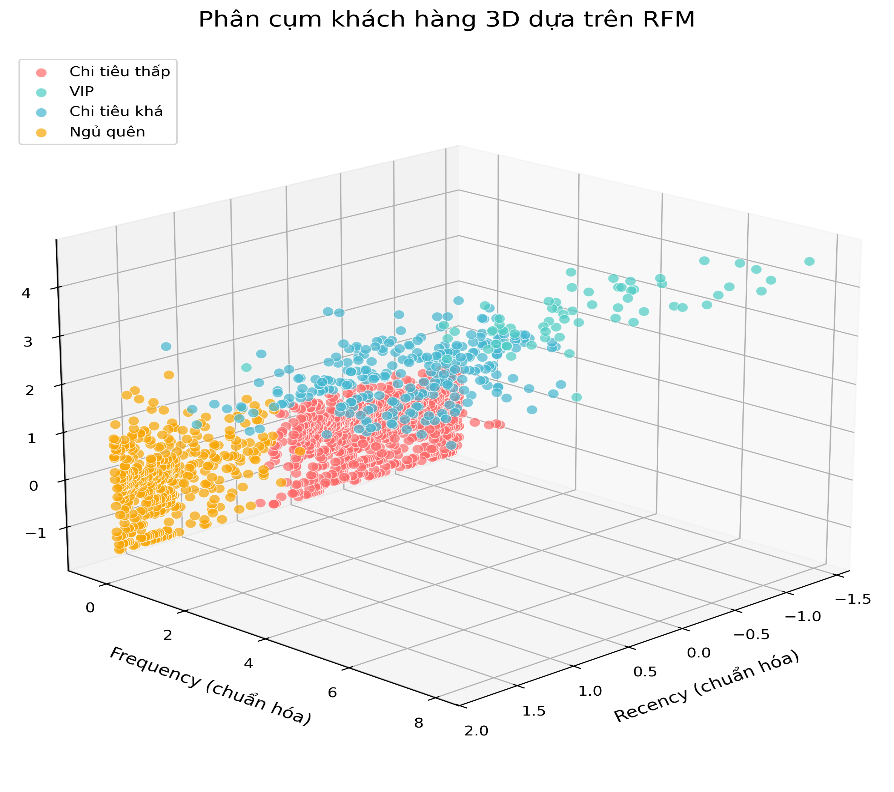 Phân cụm khách hàng 3D dựa trên RFM
Chi tiêu thấp
VIP
Chi tiêu khá
Ngủ quên
4
3
2
1
0
−1
0
2
4
6
8
Frequency (chuẩn hóa)
2.0
1.5
1.0
0.5
0.0
−0.5
−1.0
−1.5
Recency (chuẩn hóa)